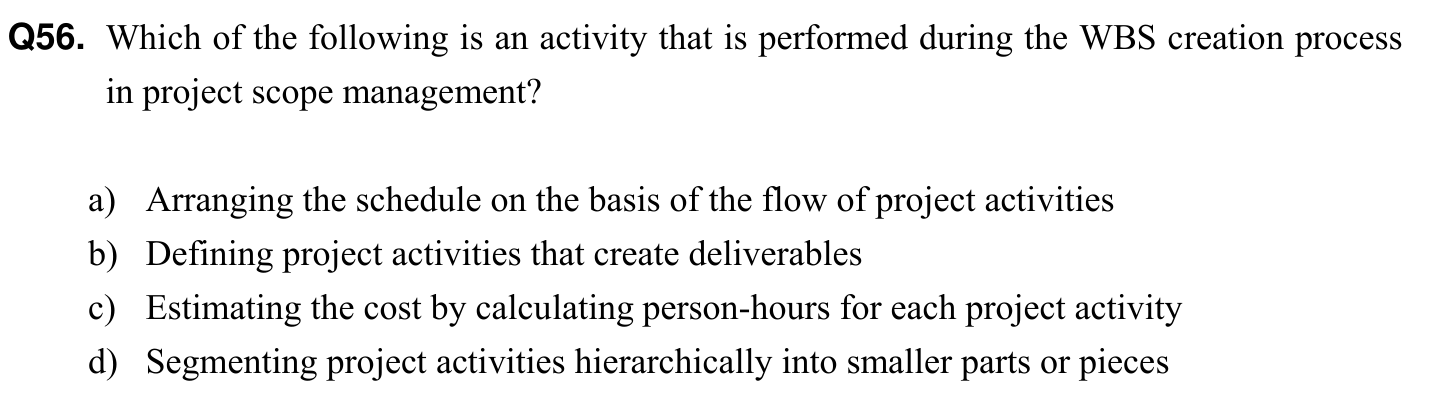 Q56. Which of the following is an activity that is performed during the WBS creation process
in project scope management?
a) Arranging the schedule on the basis of the flow of project activities
b) Defining project activities that create deliverables
c) Estimating the cost by calculating person-hours for each project activity
d) Segmenting project activities hierarchically into smaller parts or pieces